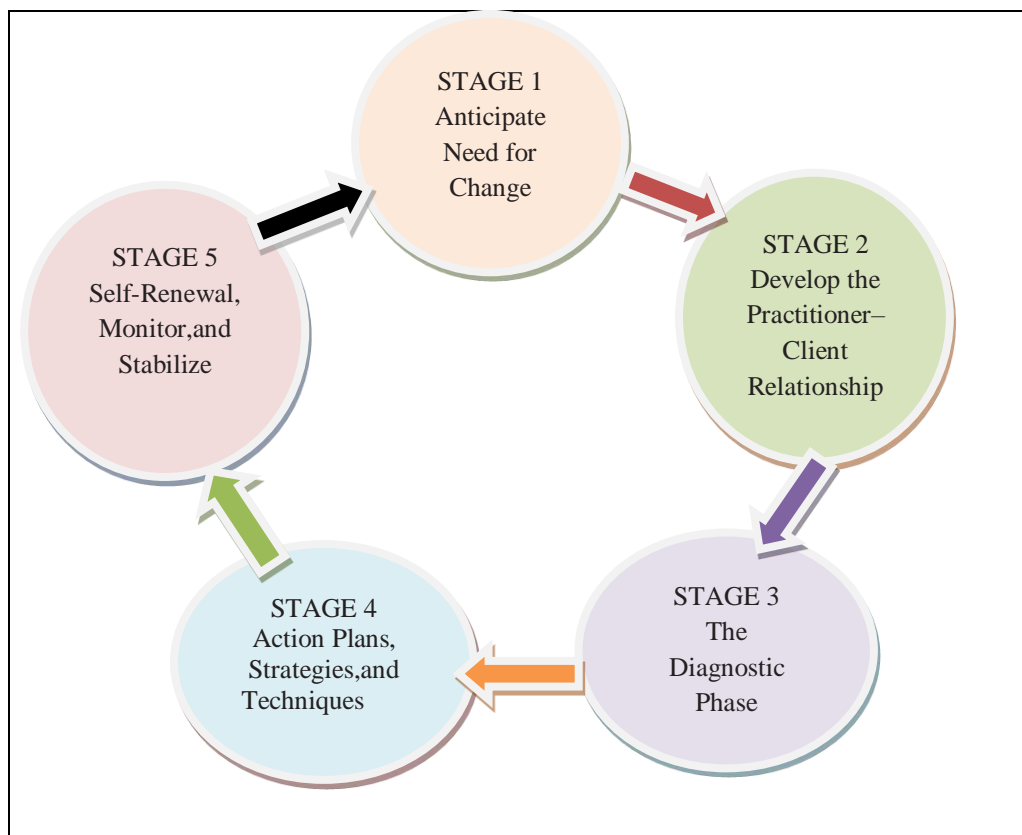 STAGE 1
Anticipate
Need for
Change
STAGE 2
Develop the
Practitioner–
Client
Relationship
STAGE 3
The
Diagnostic
Phase
STAGE 4
Action Plans,
Strategies,and
Techniques
STAGE 5
Self-Renewal,
Monitor,and
Stabilize